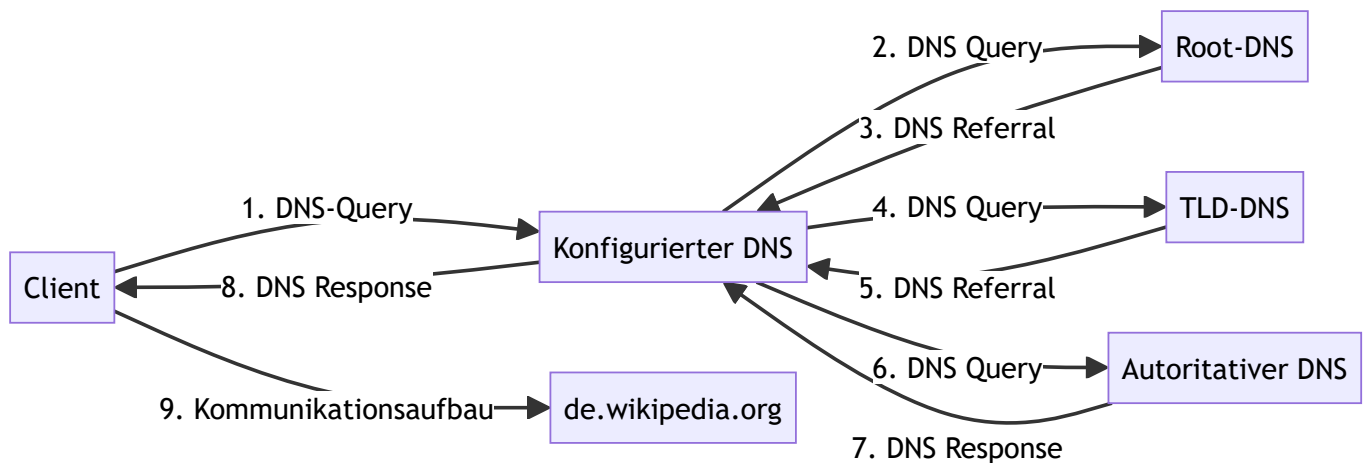 2. DNS Query
Root-DNS
3. DNS Referral
1. DNS-Query
4. DNS Query
TLD-DNS
Konfigurierter DNS
Client
8. DNS Response
5. DNS Referral
6. DNS Query
Autoritativer DNS
9. Kommunikationsaufbau
de.wikipedia.org
7. DNS Response